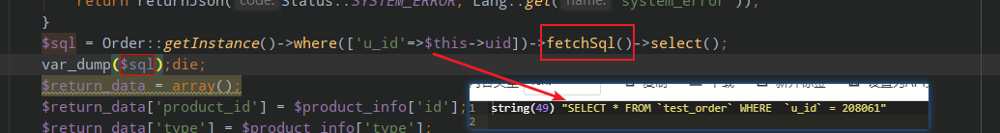 return returnJson( code: Status::SYSTEM_ERROR, Lang::get( name: 'system_error' ));
}
$sql = Order::getInstance()->where(['u_id'=>$this->uid])->fetchSql()->select();
var_dump($sql);die;
$return_data = array();
$return_data['product_id'] = $product_info['id'];
$return_data['type'] = $product_info['type'];
1 string(49) "SELECT * FROM `test_order` WHERE `u_id` = 208061"
2